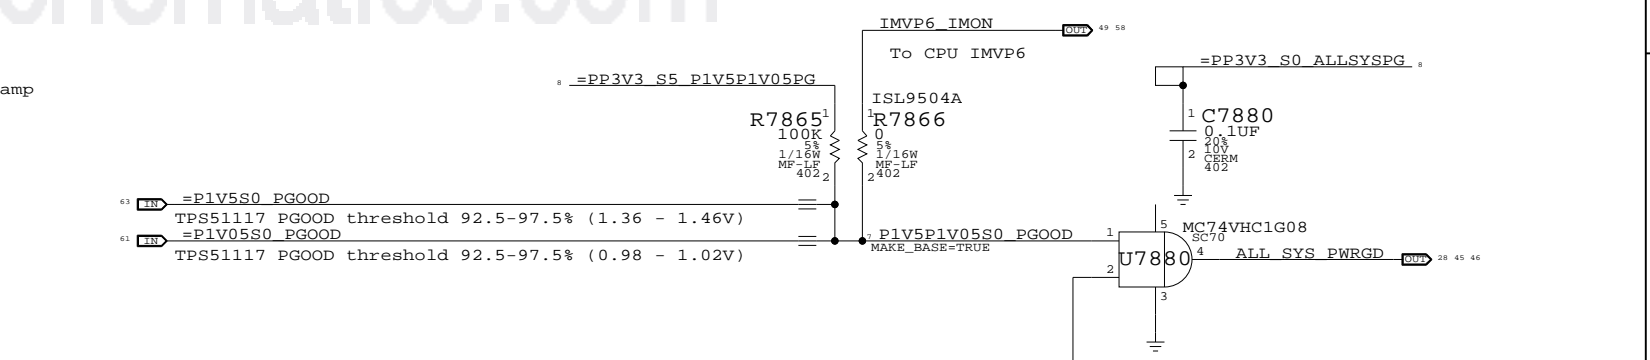 ematics.com
amp
IMVP6_IMON
OUT 49 58
To CPU IMVP6
8 =PP3V3_S5_P1V5P1V05PG
=PP3V3_S0_ALLSYSPG 8
R7865 1
100K
5%
1/16W
MF-LF
402 2
ISL9504A
1 R7866
0
5%
1/16W
MF-LF
2 402
1 C7880
0.1UF
20%
10V
2 CERM
402
63 IN =P1V5S0_PGOOD
TPS51117 PGOOD threshold 92.5-97.5% (1.36 - 1.46V)
61 IN =P1V05S0_PGOOD
TPS51117 PGOOD threshold 92.5-97.5% (0.98 - 1.02V)
7 P1V5P1V05S0_PGOOD
MAKE_BASE=TRUE
1
2
5 MC74VHC1G08
SC70
U7880 4
3
ALL_SYS_PWRGD OUT 28 45 46